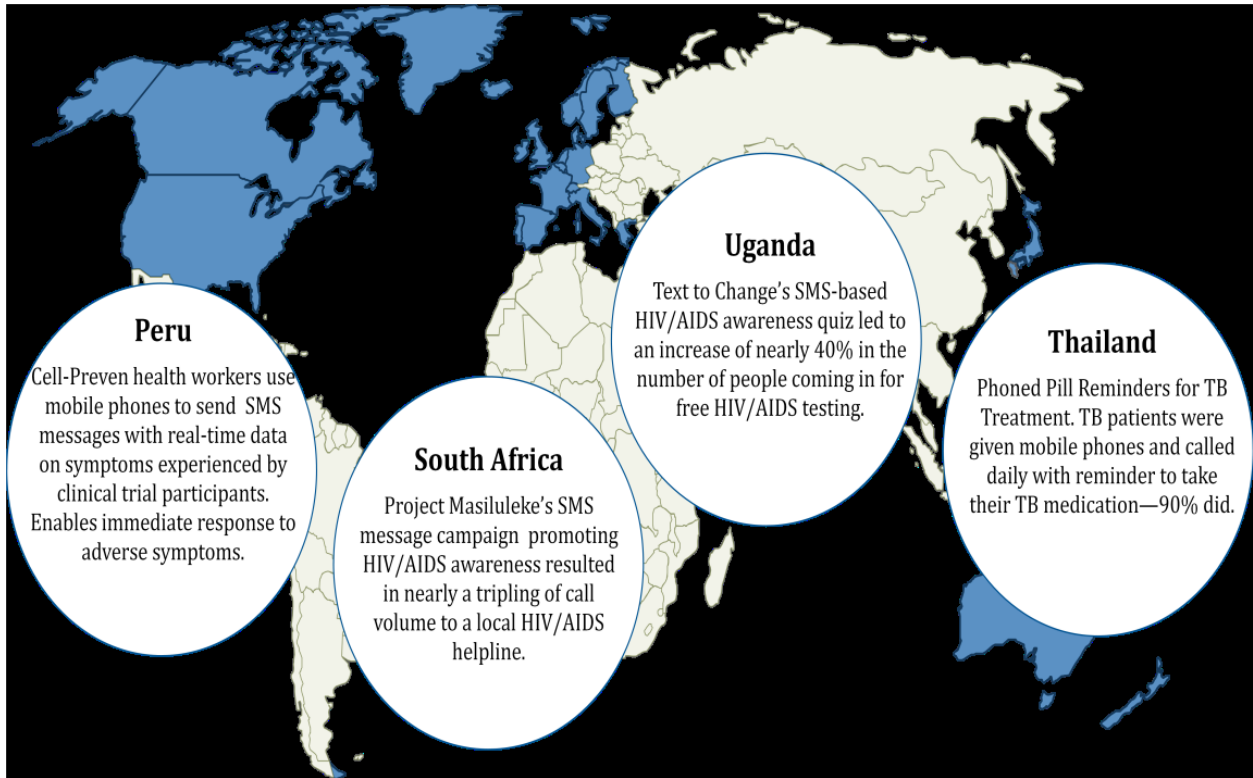 Peru
Cell-Preven health workers use
mobile phones to send SMS
messages with real-time data
on symptoms experienced by
clinical trial participants.
Enables immediate response to
adverse symptoms.
South Africa
Project Masiluleke’s SMS
message campaign promoting
HIV/AIDS awareness resulted
in nearly a tripling of call
volume to a local HIV/AIDS
helpline.
Uganda
Text to Change’s SMS-based
HIV/AIDS awareness quiz led to
an increase of nearly 40% in the
number of people coming in for
free HIV/AIDS testing.
Thailand
Phoned Pill Reminders for TB
Treatment. TB patients were
given mobile phones and called
daily with reminder to take
their TB medication—90% did.